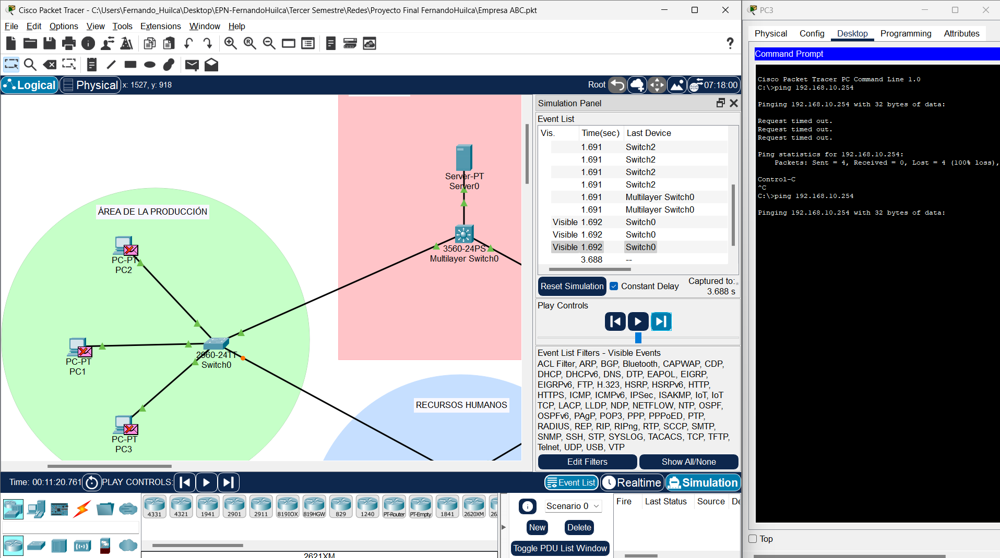 Cisco Packet Tracer - C:\Users\Fernando_Huilca\Desktop\EPN-FernandoHuilca\Tercer Semestre\Redes\Proyecto Final FernandoHuilca\Empresa ABC.pkt
File Edit Options View Tools Extensions Window Help
?
Logical Physical x: 1527, y: 918
Root 07:18:00
ÁREA DE LA PRODUCCIÓN
PC-PT
PC2
PC-PT
PC1
PC-PT
PC3
2960-24TT
Switch0
Server-PT
Server0
3560-24PS
Multilayer Switch0
RECURSOS HUMANOS
Simulation Panel
Event List
Vis. Time(sec) Last Device
1.691 Switch2
1.691 Switch2
1.691 Switch2
1.691 Switch2
1.691 Multilayer Switch0
1.691 Multilayer Switch0
Visible 1.692 Switch0
Visible 1.692 Switch0
Visible 1.692 Switch0
3.688 --
Reset Simulation Constant Delay Captured to:*
3.688 s
Play Controls
Event List Filters - Visible Events
ACL Filter, ARP, BGP, Bluetooth, CAPWAP, CDP,
DHCP, DHCPv6, DNS, DTP, EAPOL, EIGRP,
EIGRPv6, FTP, H.323, HSRP, HSRPv6, HTTP,
HTTPS, ICMP, ICMPv6, IPSec, ISAKMP, IoT, IoT
TCP, LACP, LLDP, NDP, NETFLOW, NTP, OSPF,
OSPFv6, PAgP, POP3, PPP, PPPoED, PTP,
RADIUS, REP, RIP, RIPng, RTP, SCCP, SMTP,
SNMP, SSH, STP, SYSLOG, TACACS, TCP, TFTP,
Telnet, UDP, USB, VTP
Edit Filters Show All/None
Time: 00:11:20.761 PLAY CONTROLS:
Event List Realtime Simulation
4331 4321 1941 2901 2911 819IOX 819HGW 829 1240 PT-Router PT-Empty 1841 2620XM 26
2621XM
Scenario 0
New Delete
Toggle PDU List Window
Fire Last Status Source De
PC3
Physical Config Desktop Programming Attributes
Command Prompt
Cisco Packet Tracer PC Command Line 1.0
C:\>ping 192.168.10.254
Pinging 192.168.10.254 with 32 bytes of data:
Request timed out.
Request timed out.
Request timed out.
Ping statistics for 192.168.10.254:
Packets: Sent = 4, Received = 0, Lost = 4 (100% loss),
Control-C
^C
C:\>ping 192.168.10.254
Pinging 192.168.10.254 with 32 bytes of data:
Top